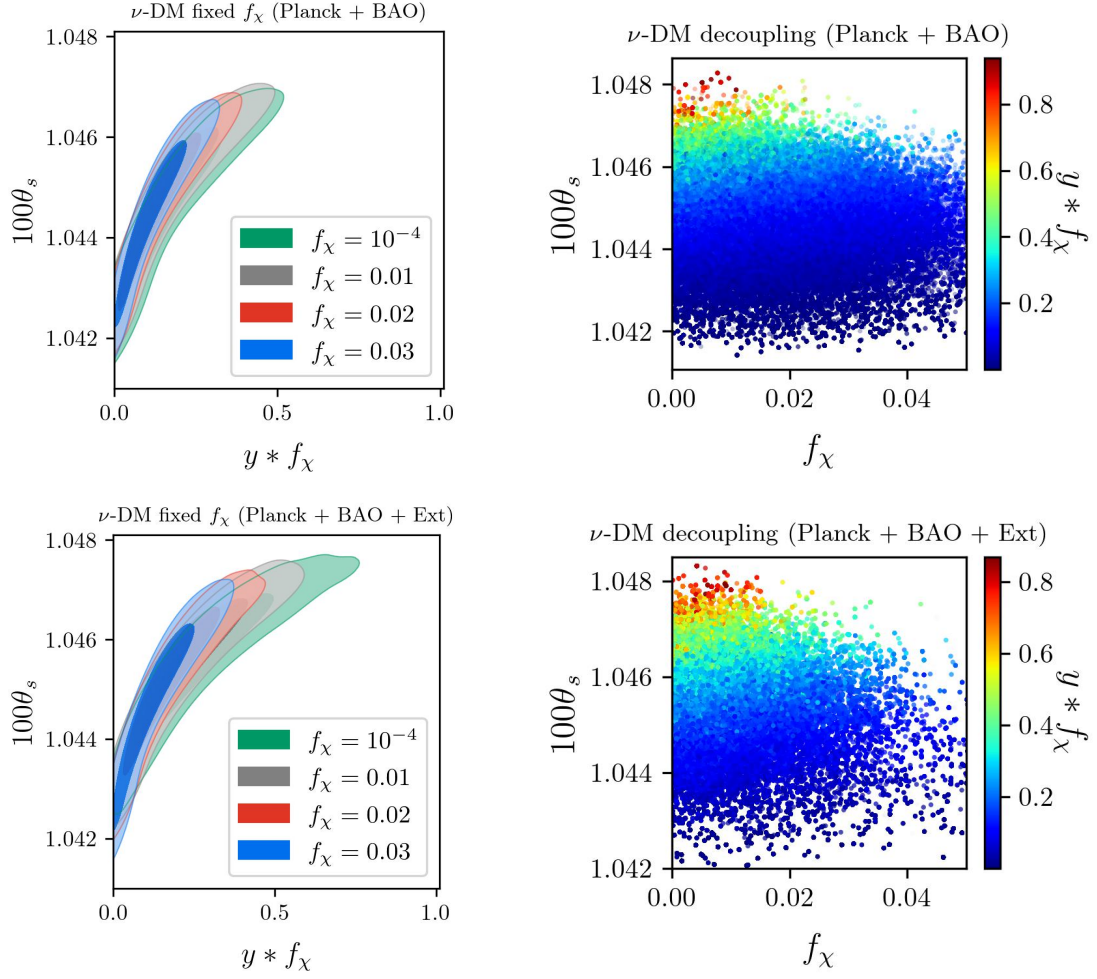 ν-DM fixed f_χ (Planck + BAO)
1.048
1.046
1.044
1.042
100θ_s
f_χ = 10^{-4}
f_χ = 0.01
f_χ = 0.02
f_χ = 0.03
0.0
0.5
1.0
y * f_χ
ν-DM decoupling (Planck + BAO)
1.048
1.046
1.044
1.042
100θ_s
0.00
0.02
0.04
f_χ
0.8
0.6
0.4
0.2
y * f_χ
ν-DM fixed f_χ (Planck + BAO + Ext)
1.048
1.046
1.044
1.042
100θ_s
f_χ = 10^{-4}
f_χ = 0.01
f_χ = 0.02
f_χ = 0.03
0.0
0.5
1.0
y * f_χ
ν-DM decoupling (Planck + BAO + Ext)
1.048
1.046
1.044
1.042
100θ_s
0.00
0.02
0.04
f_χ
0.8
0.6
0.4
0.2
y * f_χ